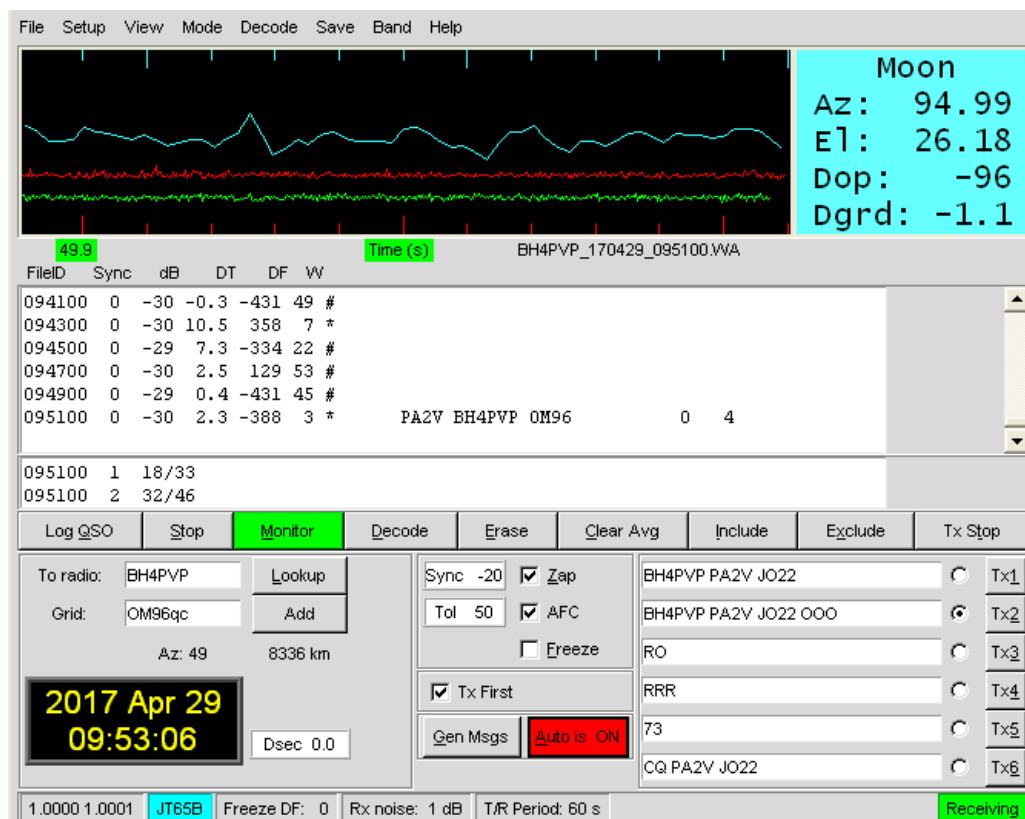 File Setup View Mode Decode Save Band Help
Moon
Az: 94.99
El: 26.18
Dop: -96
Dgrd: -1.1
49.9 Time (s) BH4PVP_170429_095100.WA
FileID Sync dB DT DF W
094100 0 -30 -0.3 -431 49 #
094300 0 -30 10.5 358 7 *
094500 0 -29 7.3 -334 22 #
094700 0 -30 2.5 129 53 #
094900 0 -29 0.4 -431 45 #
095100 0 -30 2.3 -388 3 * PA2V BH4PVP OM96 0 4
095100 1 18/33
095100 2 32/46
Log QSO Stop Monitor Decode Erase Clear Avg Include Exclude Tx Stop
To radio: BH4PVP Lookup
Grid: OM96qc Add
Az: 49 8336 km
2017 Apr 29
09:53:06
Dsec 0.0
Sync -20 Zap
Tol 50 AFC
Freeze
Tx First
Gen Msgs Auto is ON
BH4PVP PA2V JO22 Tx1
BH4PVP PA2V JO22 OOO Tx2
RO Tx3
RRR Tx4
73 Tx5
CQ PA2V JO22 Tx6
1.0000 1.0001 JT65B Freeze DF: 0 Rx noise: 1 dB T/R Period: 60 s Receiving